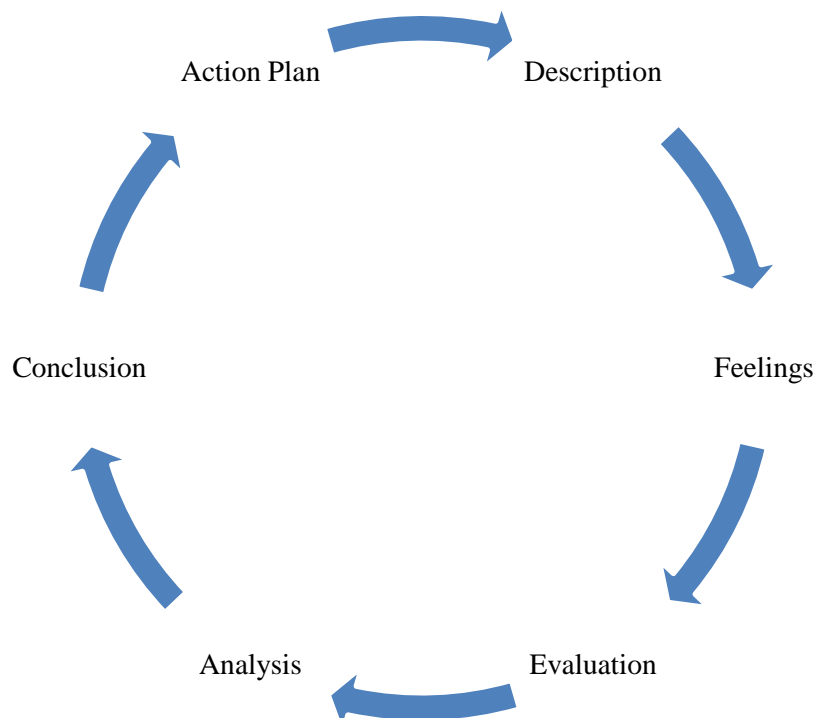 Action Plan
Description
Feelings
Evaluation
Analysis
Conclusion